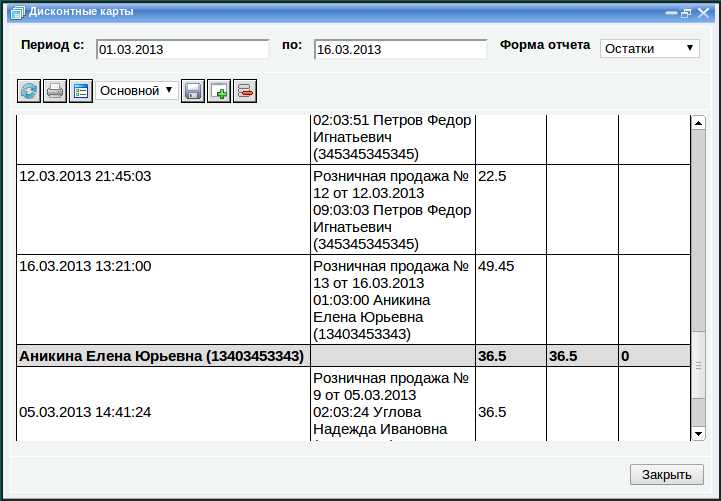 Дисконтные карты
Период с: 01.03.2013 по: 16.03.2013 Форма отчета Остатки
Основной
02:03:51 Петров Федор
Игнатьевич
(345345345345)
12.03.2013 21:45:03 Розничная продажа № 22.5
12 от 12.03.2013
09:03:03 Петров Федор
Игнатьевич
(345345345345)
16.03.2013 13:21:00 Розничная продажа № 49.45
13 от 16.03.2013
01:03:00 Аникина
Елена Юрьевна
(13403453343)
Аникина Елена Юрьевна (13403453343) 36.5 36.5 0
Розничная продажа №
9 от 05.03.2013
05.03.2013 14:41:24 02:03:24 Углова 36.5
Надежда Ивановна
Закрыть